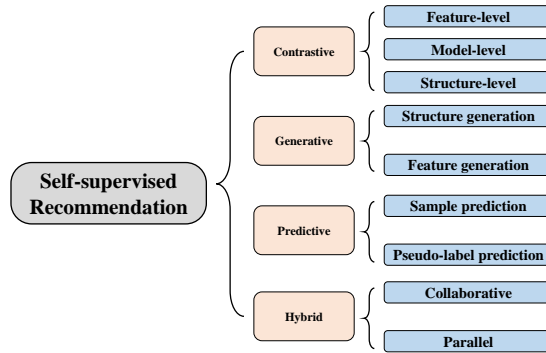 Self-supervised
Recommendation
Contrastive
Feature-level
Model-level
Structure-level
Generative
Structure generation
Feature generation
Predictive
Sample prediction
Pseudo-label prediction
Hybrid
Collaborative
Parallel